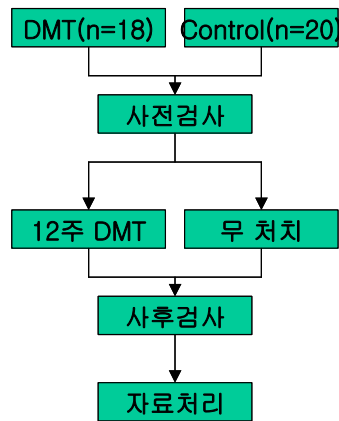 DMT(n=18)
Control(n=20)
사전검사
12주 DMT
무 처치
사후검사
자료처리